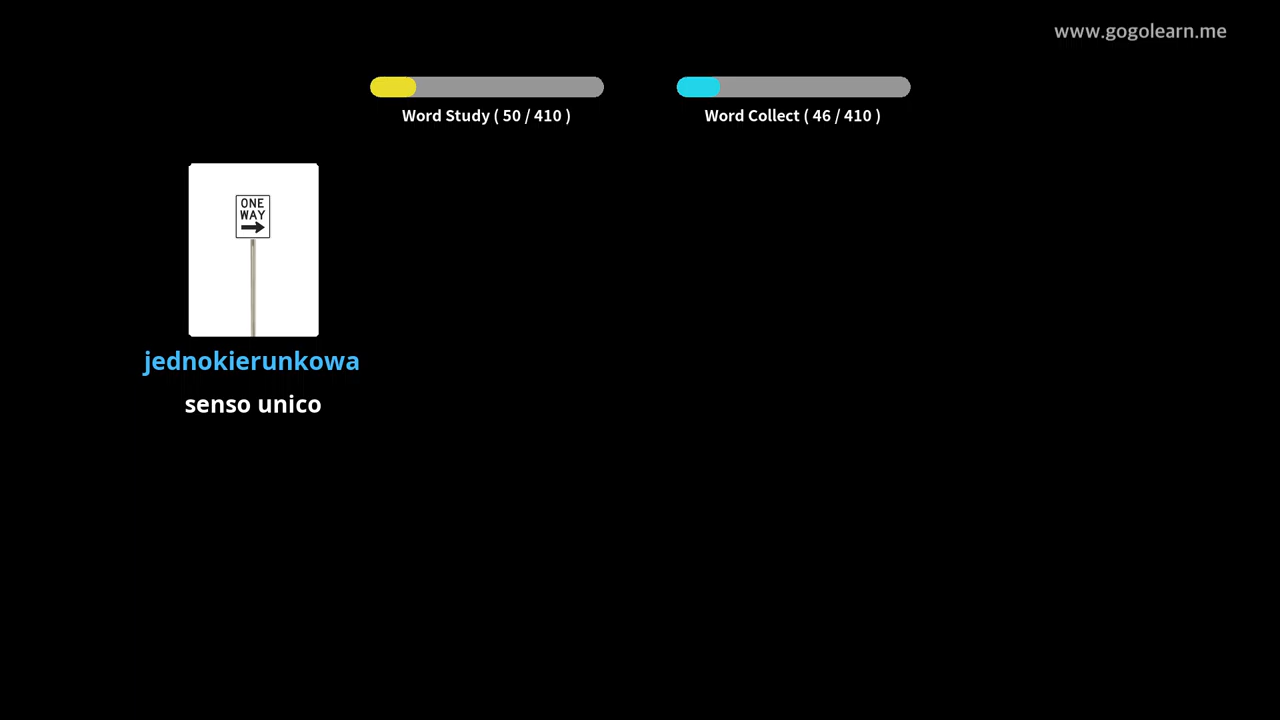 www.gogolearn.me
Word Study ( 50 / 410 )
Word Collect ( 46 / 410 )
ONE
WAY
jednokierunkowa
senso unico